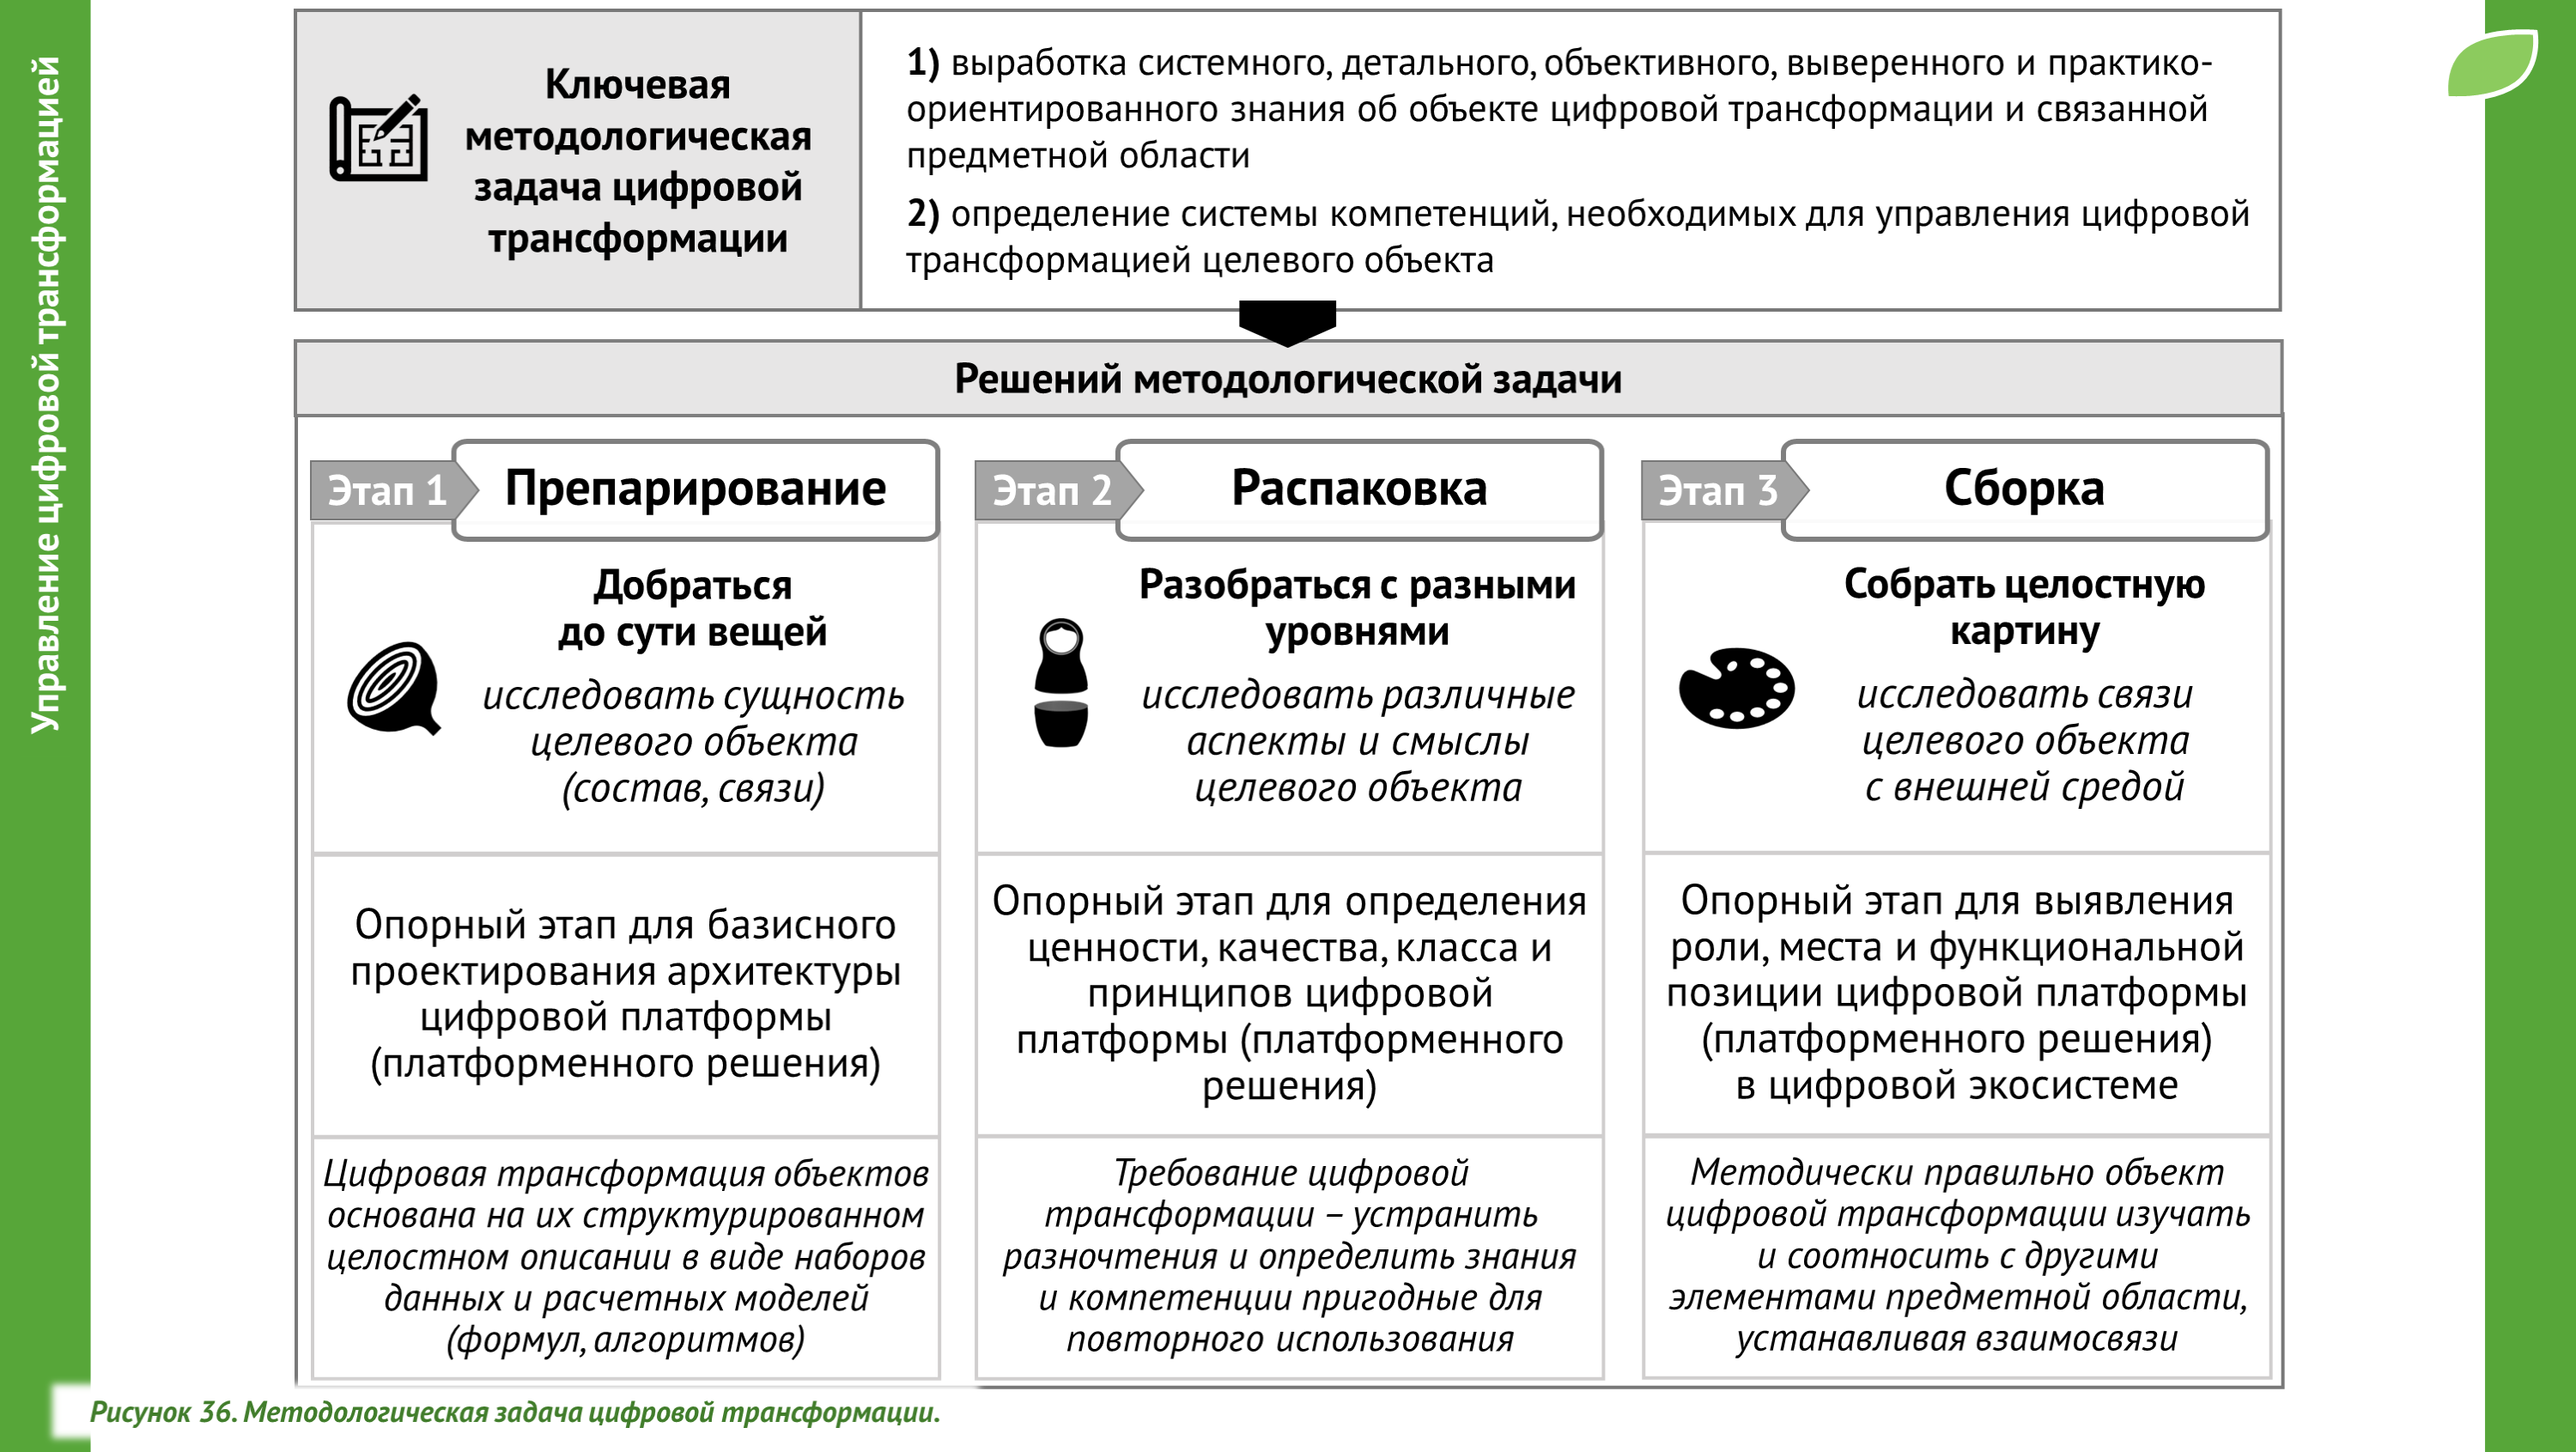 Управление цифровой трансформацией
Ключевая
методологическая
задача цифровой
трансформации
1) выработка системного, детального, объективного, выверенного и практико-
ориентированного знания об объекте цифровой трансформации и связанной
предметной области
2) определение системы компетенций, необходимых для управления цифровой
трансформацией целевого объекта
Решений методологической задачи
Этап 1
Препарирование
Добраться
до сути вещей
исследовать сущность
целевого объекта
(состав, связи)
Опорный этап для базисного
проектирования архитектуры
цифровой платформы
(платформенного решения)
Цифровая трансформация объектов
основана на их структурированном
целостном описании в виде наборов
данных и расчетных моделей
(формул, алгоритмов)
Этап 2
Распаковка
Разобраться с разными
уровнями
исследовать различные
аспекты и смыслы
целевого объекта
Опорный этап для определения
ценности, качества, класса и
принципов цифровой
платформы (платформенного
решения)
Требование цифровой
трансформации – устранить
разночтения и определить знания
и компетенции пригодные для
повторного использования
Этап 3
Сборка
Собрать целостную
картину
исследовать связи
целевого объекта
с внешней средой
Опорный этап для выявления
роли, места и функциональной
позиции цифровой платформы
(платформенного решения)
в цифровой экосистеме
Методически правильно объект
цифровой трансформации изучать
и соотносить с другими
элементами предметной области,
устанавливая взаимосвязи
Рисунок 36. Методологическая задача цифровой трансформации.